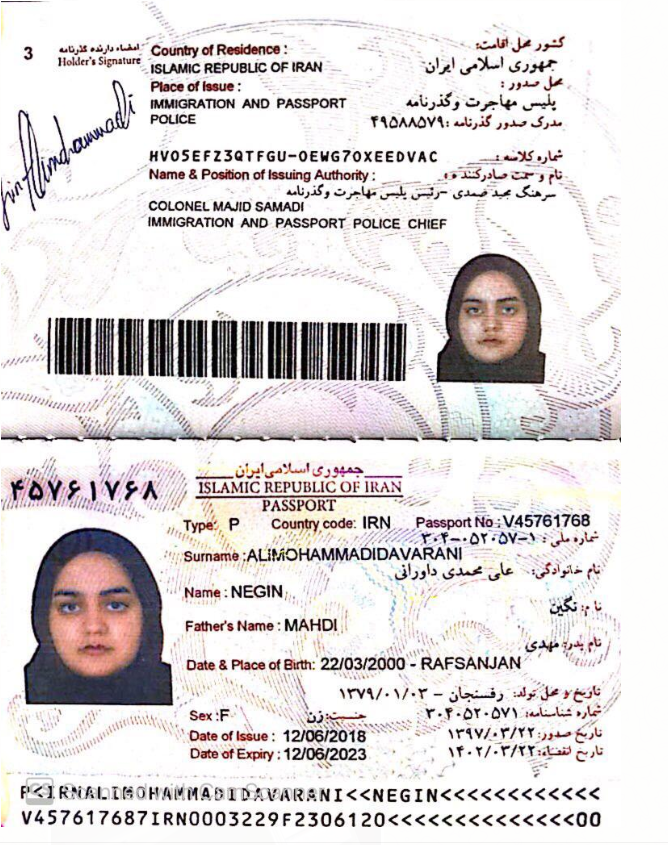 3
امضاء دارنده گذرنامه
Holder's Signature
Country of Residence :
کشور محل اقامت:
ISLAMIC REPUBLIC OF IRAN
جمهوری اسلامی ایران
Place of Issue :
محل صدور :
IMMIGRATION AND PASSPORT
POLICE
پلیس مهاجرت وگذرنامه
مدرک صدور گذرنامه :۴۹۵۸۸۵۷۹
HV05EFZ3QTFGU-0EWG70XEEDVAC
شماره کلاسه :
Name & Position of Issuing Authority :
نام و سمت صادرکننده :
سرهنگ مجید صمدی -رئیس پلیس مهاجرت وگذرنامه
COLONEL MAJID SAMADI
IMMIGRATION AND PASSPORT POLICE CHIEF
جمهوری اسلامی ایران
۴۵۷۶۱۷۶۸
ISLAMIC REPUBLIC OF IRAN
PASSPORT
Type: P Country code: IRN Passport No : V45761768
شماره ملی : ۳۰۴-۰۵۲۰۵۷-۱
Surname :ALIMOHAMMADIDAVARANI
نام خانوادگی: علی محمدی داورانی
Name : NEGIN
نام: نگین
Father's Name : MAHDI
نام پدر: مهدی
Date & Place of Birth: 22/03/2000 - RAFSANJAN
تاریخ و محل تولد: رفسنجان - ۱۳۷۹/۰۱/۰۳
Sex :F جنسیت: زن شماره شناسنامه: ۳۰۴۰۵۲۰۵۷۱
Date of Issue : 12/06/2018 تاریخ صدور: ۱۳۹۷/۰۳/۲۲
Date of Expiry : 12/06/2023 تاریخ انقضاء: ۱۴۰۲/۰۳/۲۲
Scanned with CamScanner
P<IRNALIMOHAMMADIDAVARANI<<NEGIN<<<<<<<<<<<<
V457617687IRN0003229F2306120<<<<<<<<<<<<<<00